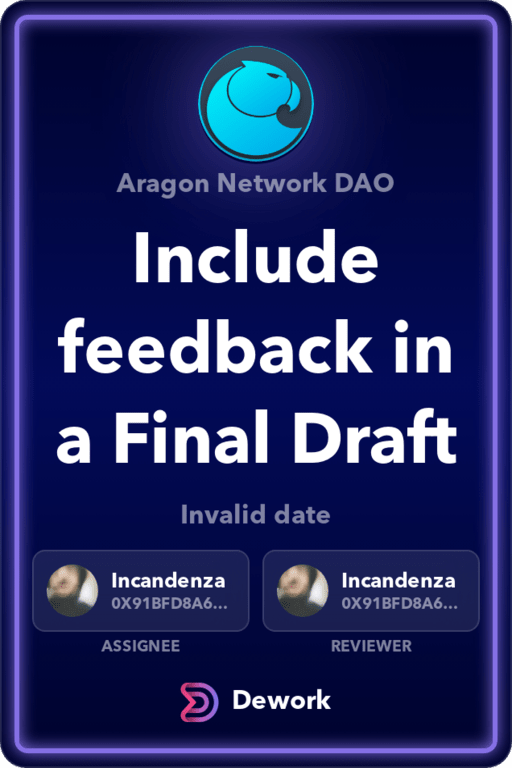 Aragon Network DAO
Include
feedback in
a Final Draft
Invalid date
Incandenza
0X91BFD8A6...
Incandenza
0X91BFD8A6...
ASSIGNEE
REVIEWER
Dework